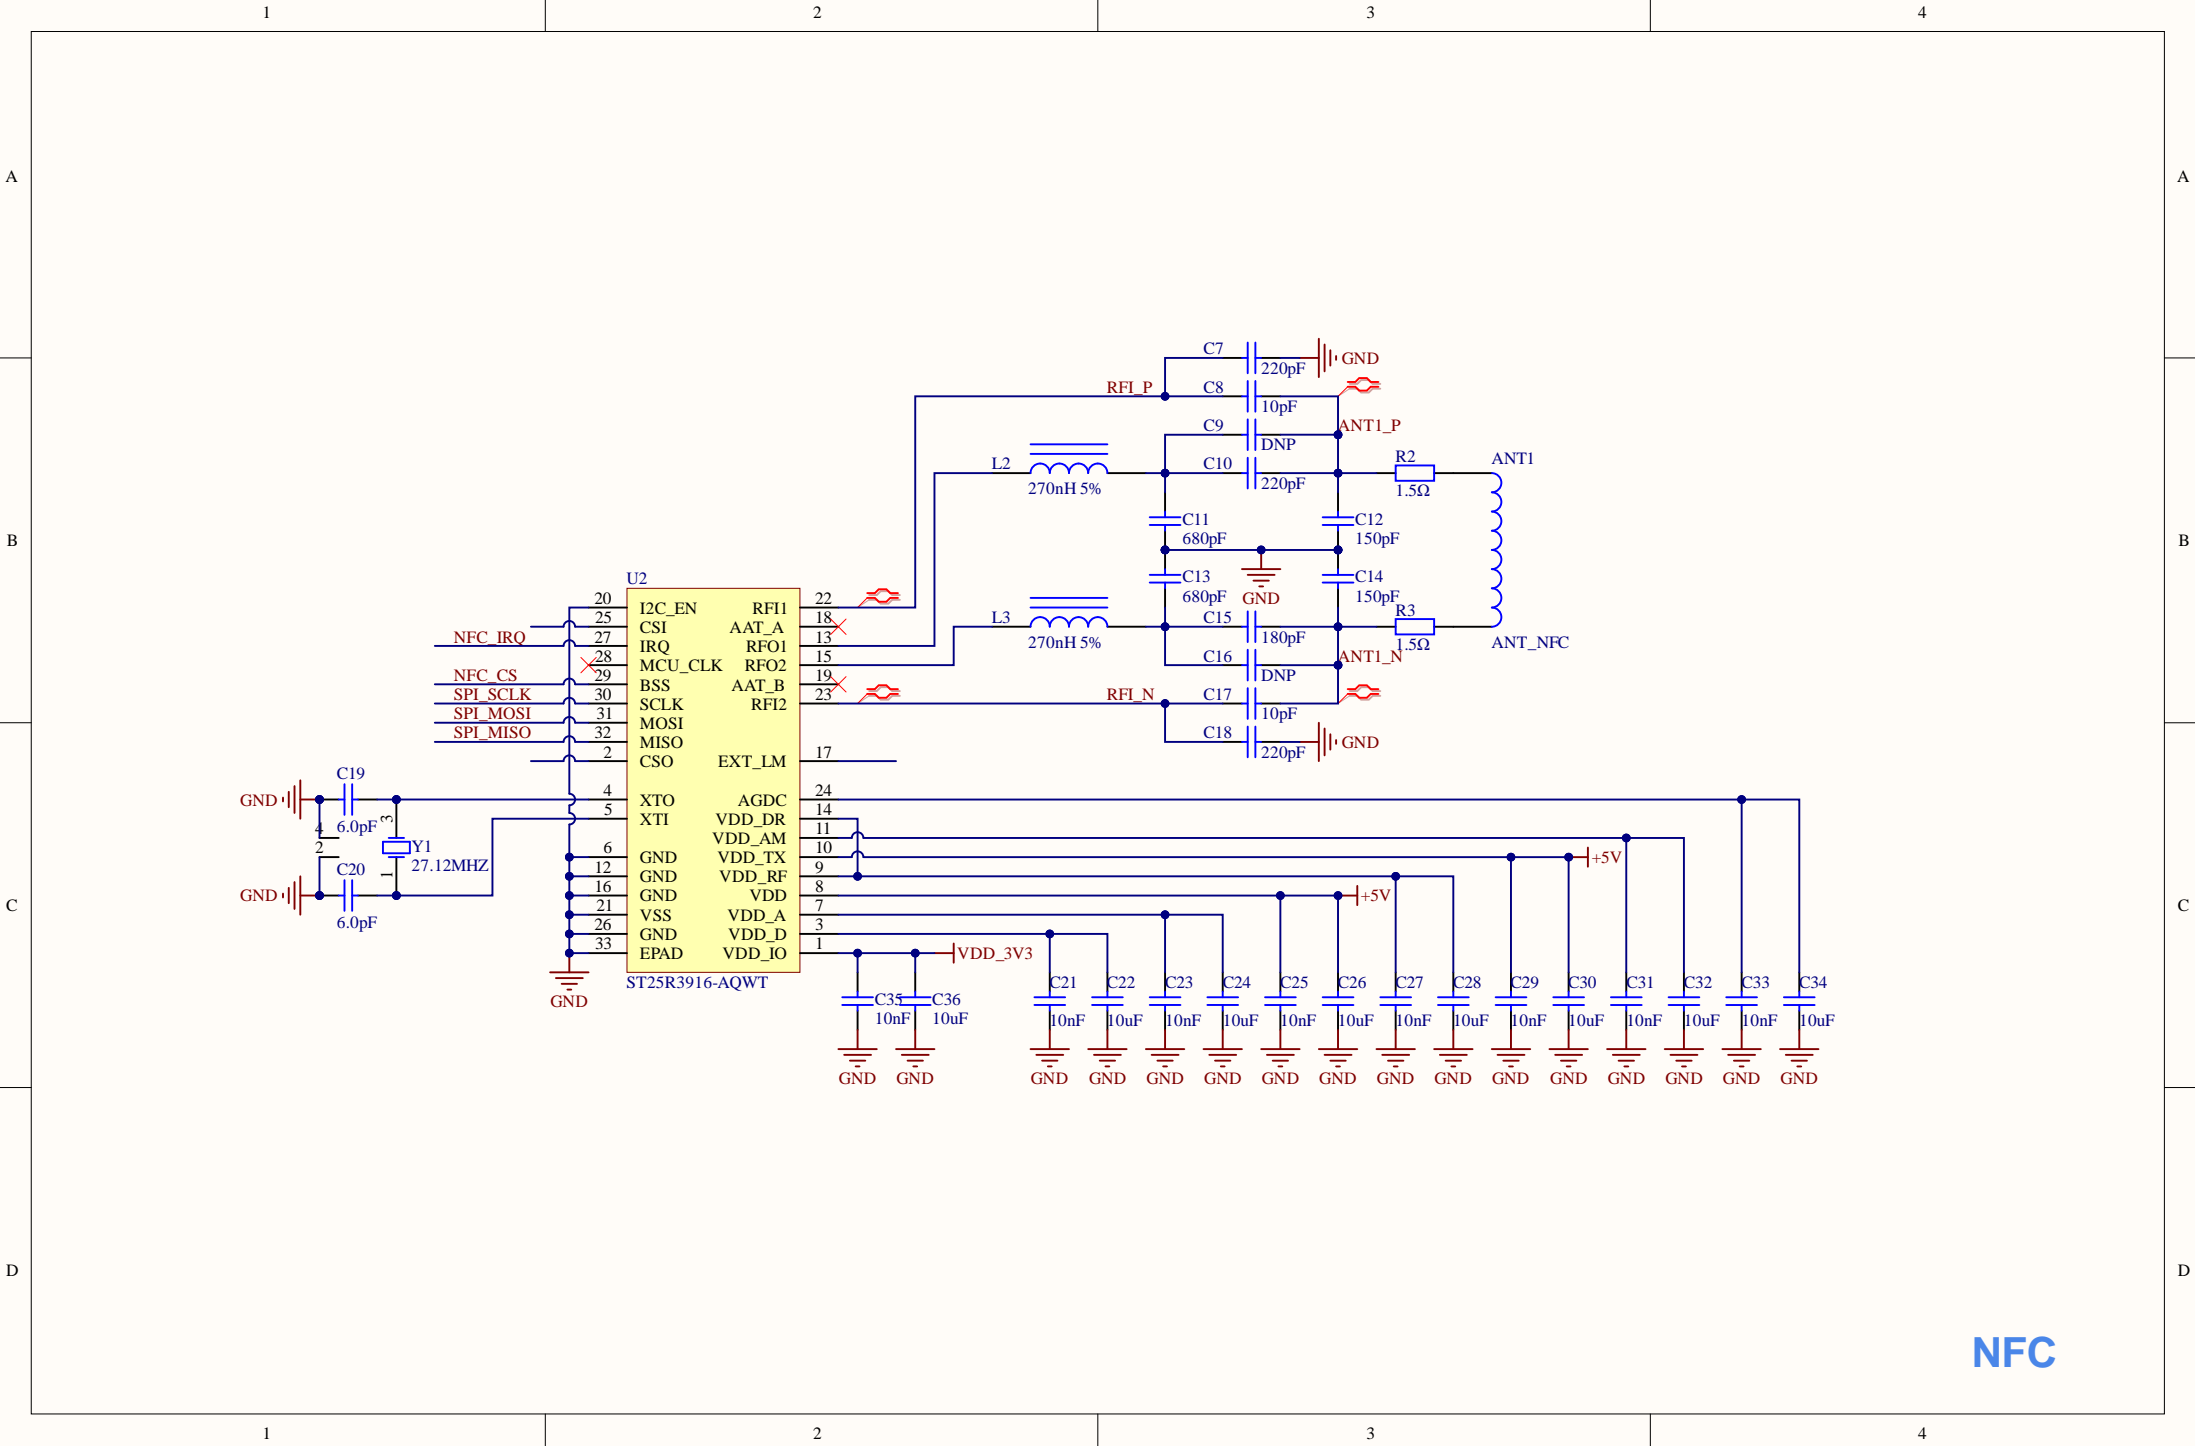 1 2 3 4
A A
C7
220pF
GND
RFI_P
C8
10pF
C9
DNP
ANT1_P
L2
270nH 5%
C10
220pF
R2
1.5Ω
ANT1
C11
680pF
C12
150pF
B B
GND
C13
680pF
C14
150pF
L3
270nH 5%
C15
180pF
R3
1.5Ω
ANT_NFC
C16
DNP
ANT1_N
RFI_N
C17
10pF
C18
220pF
GND
U2
20 I2C_EN RFI1 22
25 CSI AAT_A 18
NFC_IRQ 27 IRQ RFO1 13
28 MCU_CLK RFO2 15
NFC_CS 29 BSS AAT_B 19
SPI_SCLK 30 SCLK RFI2 23
SPI_MOSI 31 MOSI
SPI_MISO 32 MISO
2 CSO EXT_LM 17
4 XTO AGDC 24
5 XTI VDD_DR 14
VDD_AM 11
6 GND VDD_TX 10 +5V
12 GND VDD_RF 9
16 GND VDD 8 +5V
21 VSS VDD_A 7
26 GND VDD_D 3
33 EPAD VDD_IO 1 VDD_3V3
ST25R3916-AQWT
GND
C19
GND
6.0pF
4
2
3
Y1
27.12MHZ
1
C20
GND
6.0pF
C C
C35
10nF
C36
10uF
GND GND
C21 C22 C23 C24 C25 C26 C27 C28 C29 C30 C31 C32 C33 C34
10nF 10uF 10nF 10uF 10nF 10uF 10nF 10uF 10nF 10uF 10nF 10uF 10nF 10uF
GND GND GND GND GND GND GND GND GND GND GND GND GND GND
D D
NFC
1 2 3 4